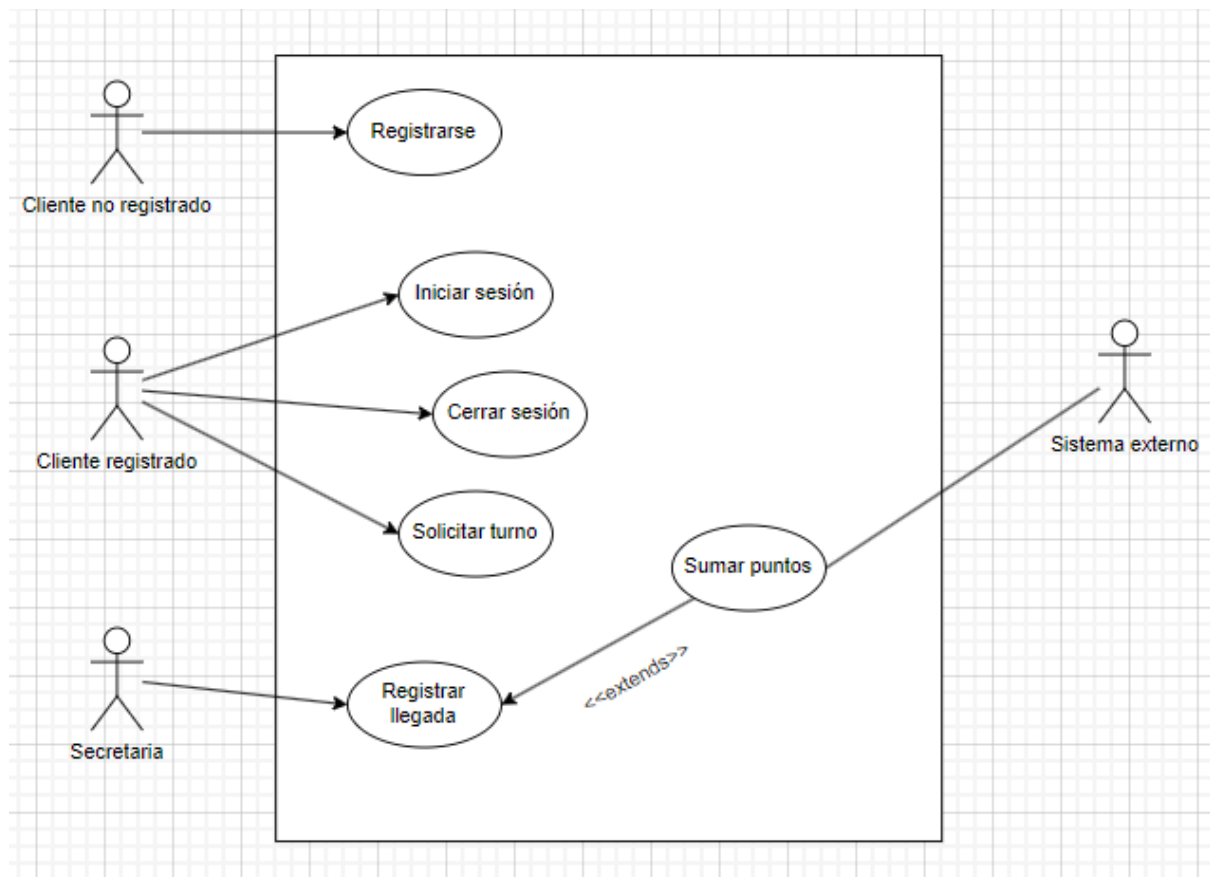 Registrarse
Cliente no registrado
Iniciar sesión
Cerrar sesión
Sistema externo
Cliente registrado
Solicitar turno
Sumar puntos
<<extends>>
Registrar
llegada
Secretaria